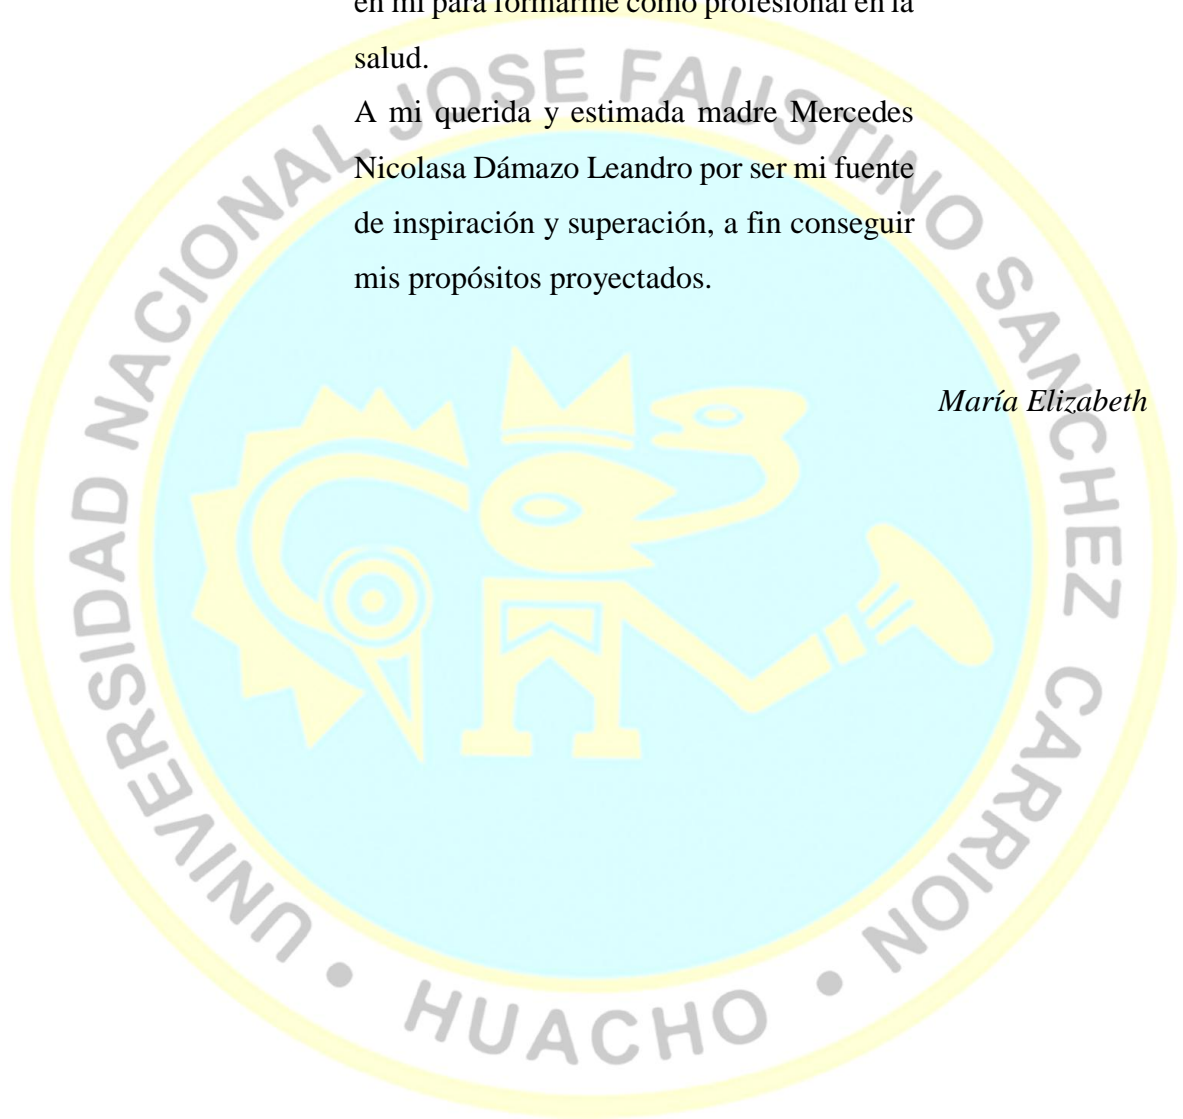 en mi para formarme como profesional en la
salud.
A mi querida y estimada madre Mercedes
Nicolasa Dámazo Leandro por ser mi fuente
de inspiración y superación, a fin conseguir
mis propósitos proyectados.
María Elizabeth
UNIVERSIDAD NACIONAL JOSE FAUSTINO SANCHEZ CARRION
• HUACHO •